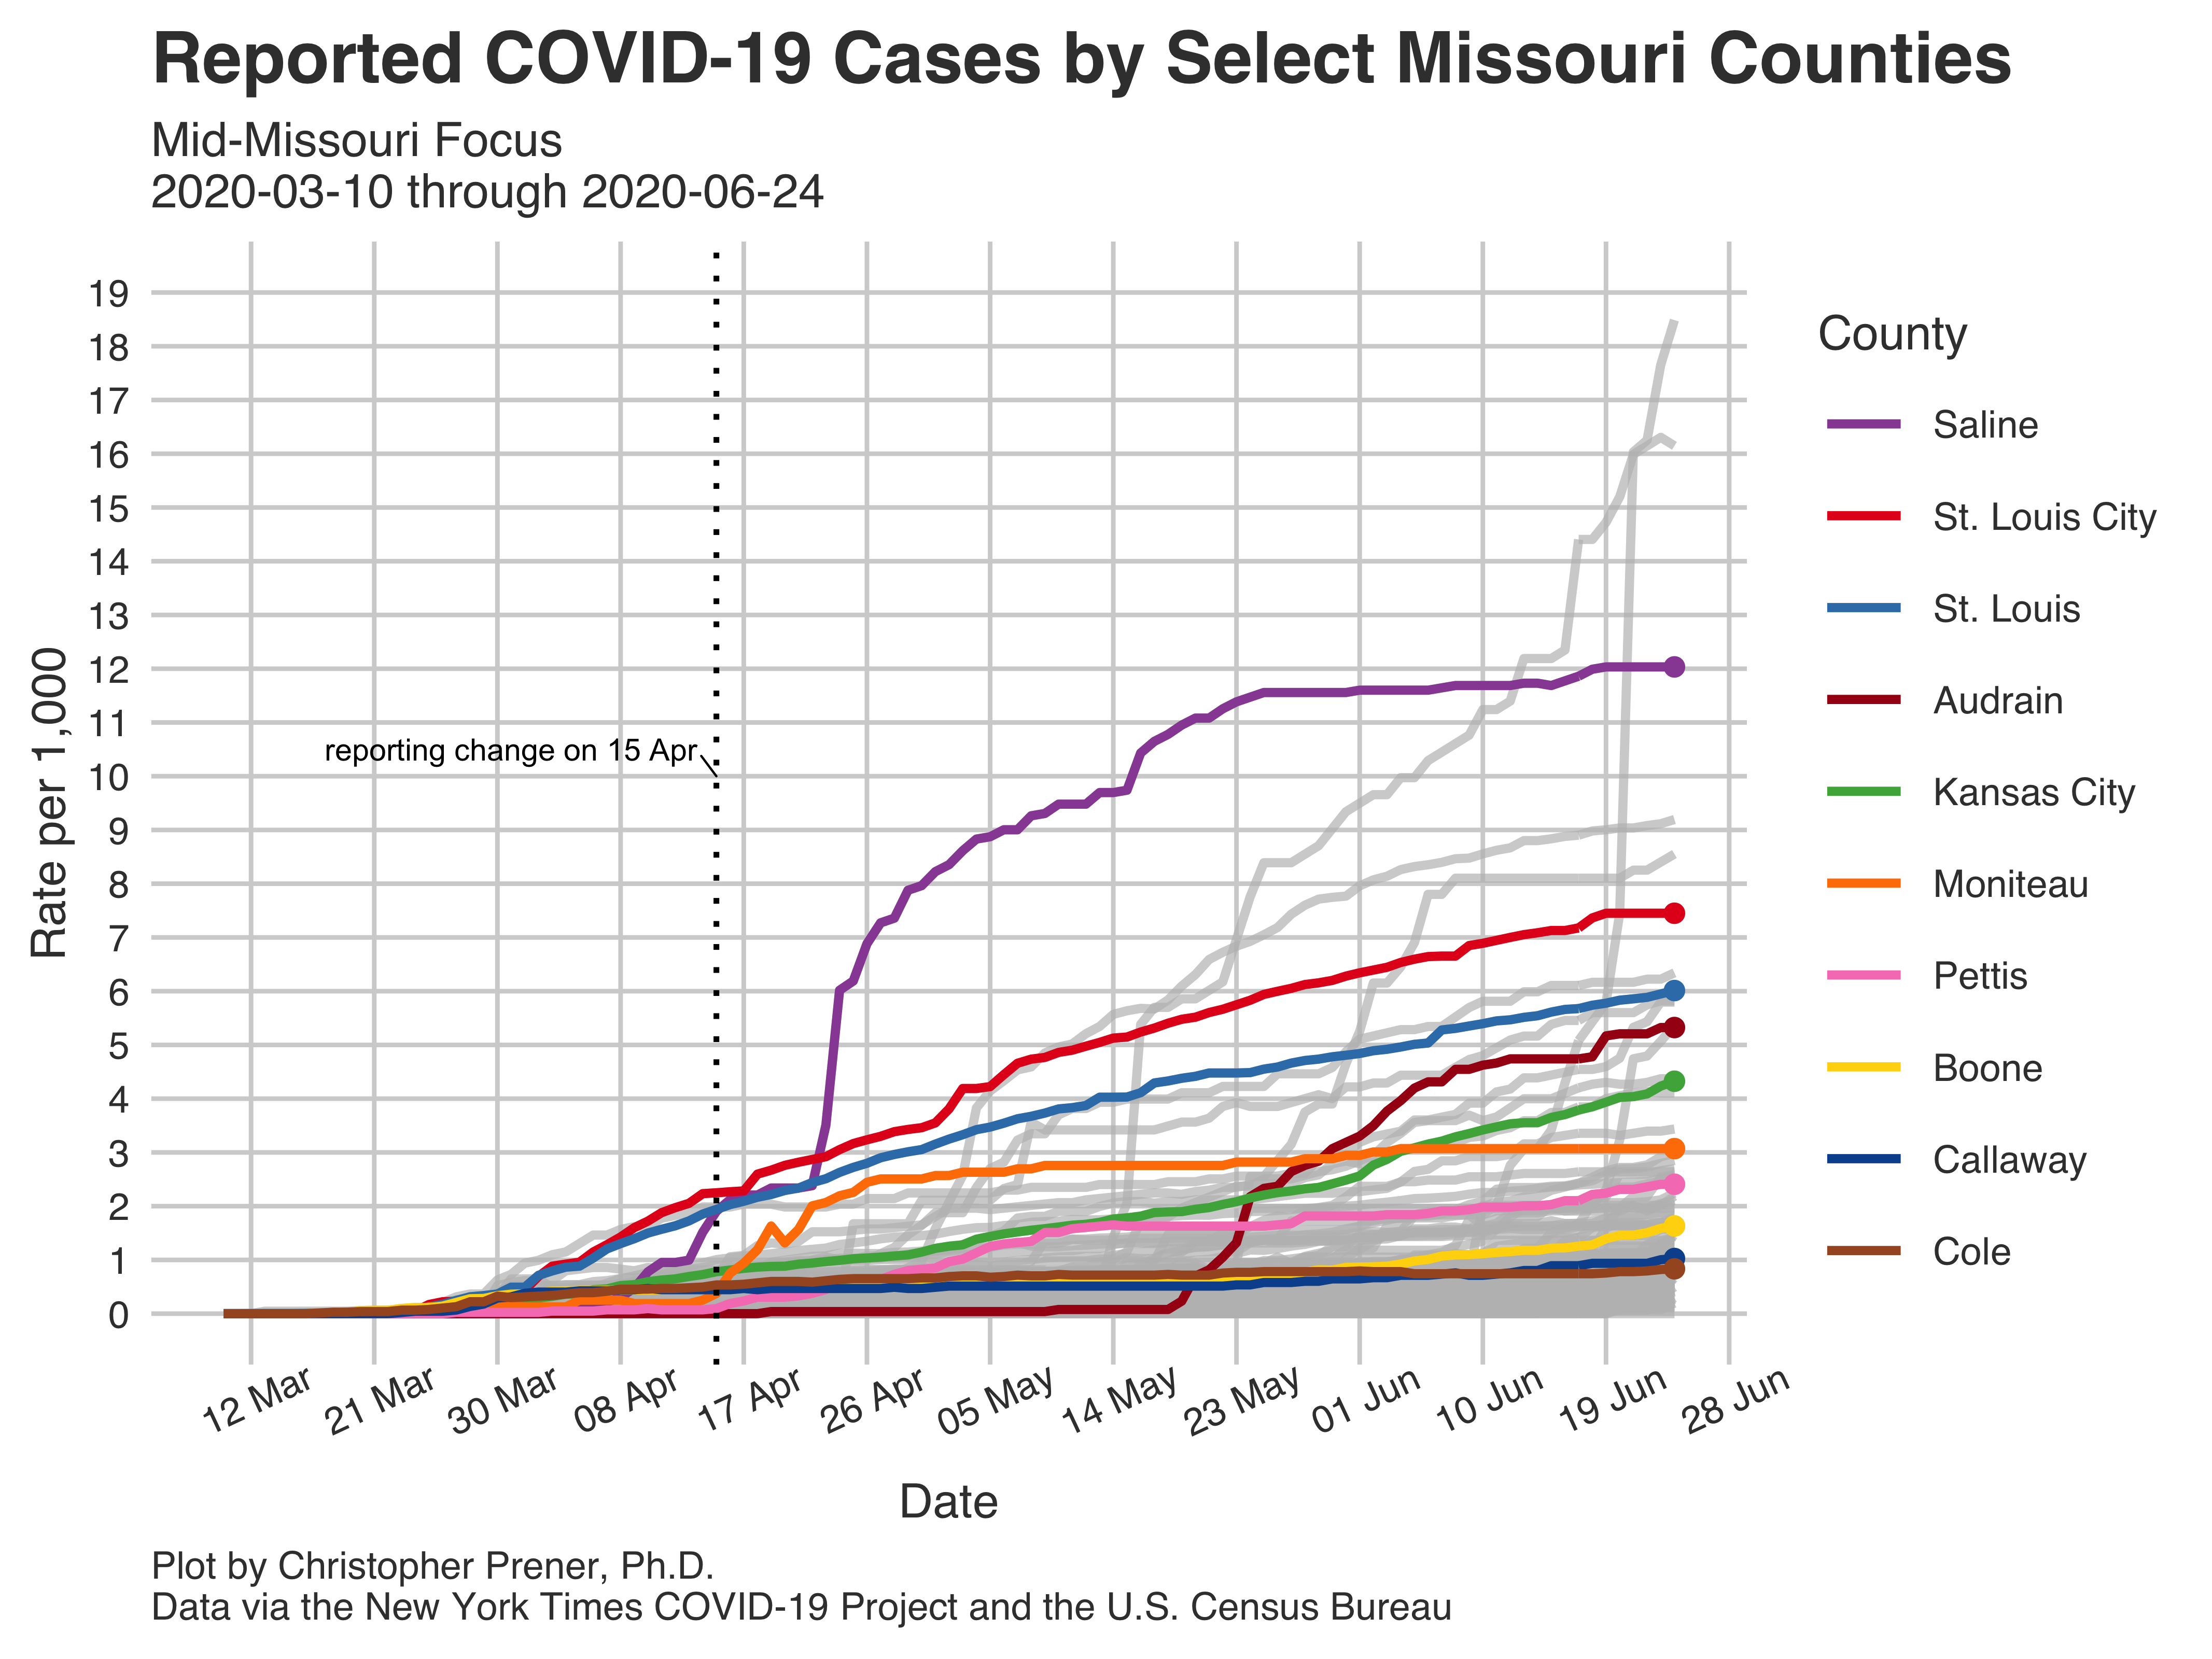 Reported COVID-19 Cases by Select Missouri Counties
Mid-Missouri Focus
2020-03-10 through 2020-06-24
19
18
17
16
15
14
13
12
11
10
9
8
7
6
5
4
3
2
1
0
Rate per 1,000
reporting change on 15 Apr
12 Mar
21 Mar
30 Mar
08 Apr
17 Apr
26 Apr
05 May
14 May
23 May
01 Jun
10 Jun
19 Jun
28 Jun
Date
County
Saline
St. Louis City
St. Louis
Audrain
Kansas City
Moniteau
Pettis
Boone
Callaway
Cole
Plot by Christopher Prener, Ph.D.
Data via the New York Times COVID-19 Project and the U.S. Census Bureau